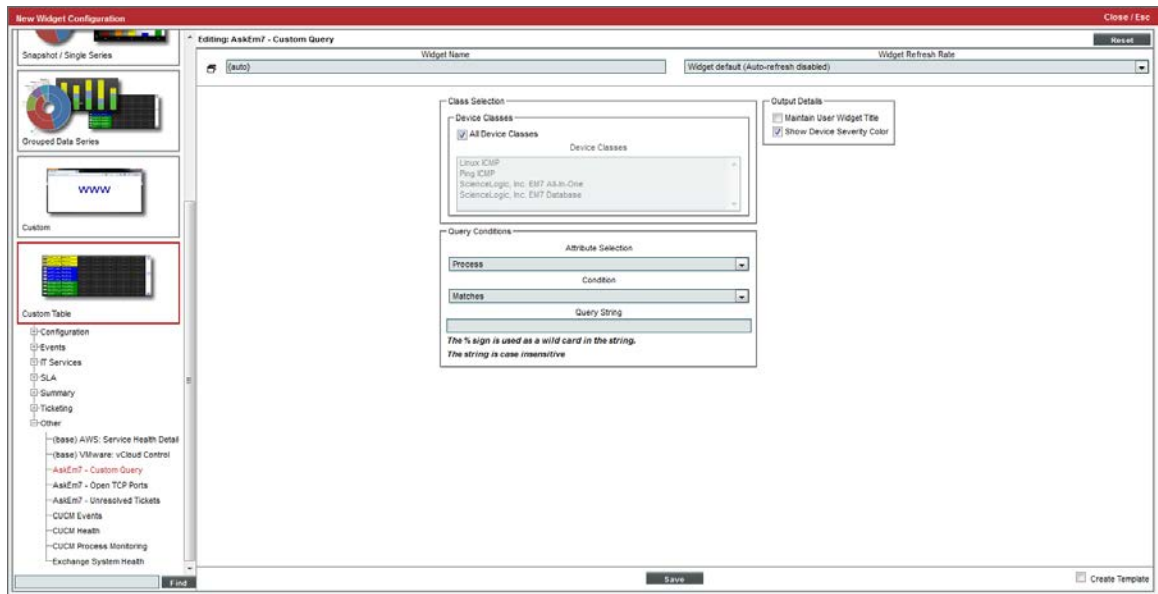 New Widget Configuration
Close / Esc
Snapshot / Single Series
Grouped Data Series
www
Custom
Custom Table
Configuration
Events
IT Services
SLA
Summary
Ticketing
Other
(base) AWS: Service Health Detail
(base) VMware: vCloud Control
AskEm7 - Custom Query
AskEm7 - Open TCP Ports
AskEm7 - Unresolved Tickets
CUCM Events
CUCM Health
CUCM Process Monitoring
Exchange System Health
Find
Editing: AskEm7 - Custom Query
Reset
Widget Name
Widget Refresh Rate
{auto}
Widget default (Auto-refresh disabled)
Class Selection
Device Classes
All Device Classes
Device Classes
Linux ICMP
Ping ICMP
ScienceLogic, Inc. EM7 All-In-One
ScienceLogic, Inc. EM7 Database
Query Conditions
Attribute Selection
Process
Condition
Matches
Query String
The % sign is used as a wild card in the string.
The string is case insensitive
Output Details
Maintain User Widget Title
Show Device Severity Color
Save
Create Template